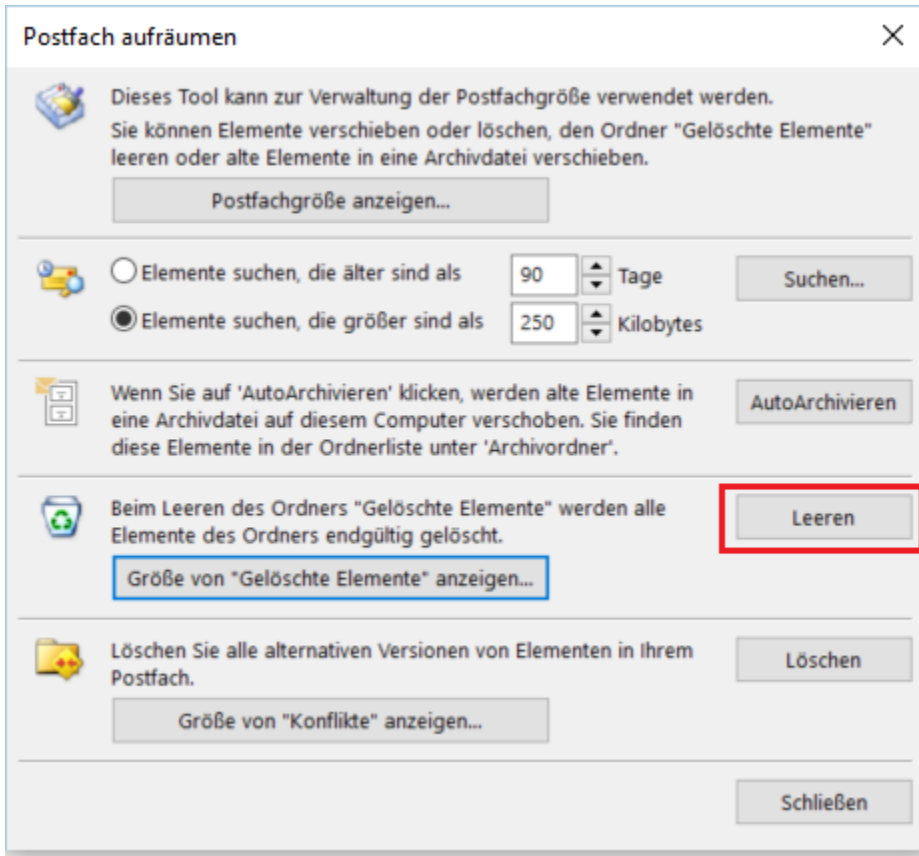 Postfach aufräumen
Dieses Tool kann zur Verwaltung der Postfachgröße verwendet werden.
Sie können Elemente verschieben oder löschen, den Ordner "Gelöschte Elemente"
leeren oder alte Elemente in eine Archivdatei verschieben.
Postfachgröße anzeigen...
Elemente suchen, die älter sind als 90 Tage
Suchen...
Elemente suchen, die größer sind als 250 Kilobytes
Wenn Sie auf 'AutoArchivieren' klicken, werden alte Elemente in
eine Archivdatei auf diesem Computer verschoben. Sie finden
diese Elemente in der Ordnerliste unter 'Archivordner'.
AutoArchivieren
Beim Leeren des Ordners "Gelöschte Elemente" werden alle
Elemente des Ordners endgültig gelöscht.
Leeren
Größe von "Gelöschte Elemente" anzeigen...
Löschen Sie alle alternativen Versionen von Elementen in Ihrem
Postfach.
Löschen
Größe von "Konflikte" anzeigen...
Schließen